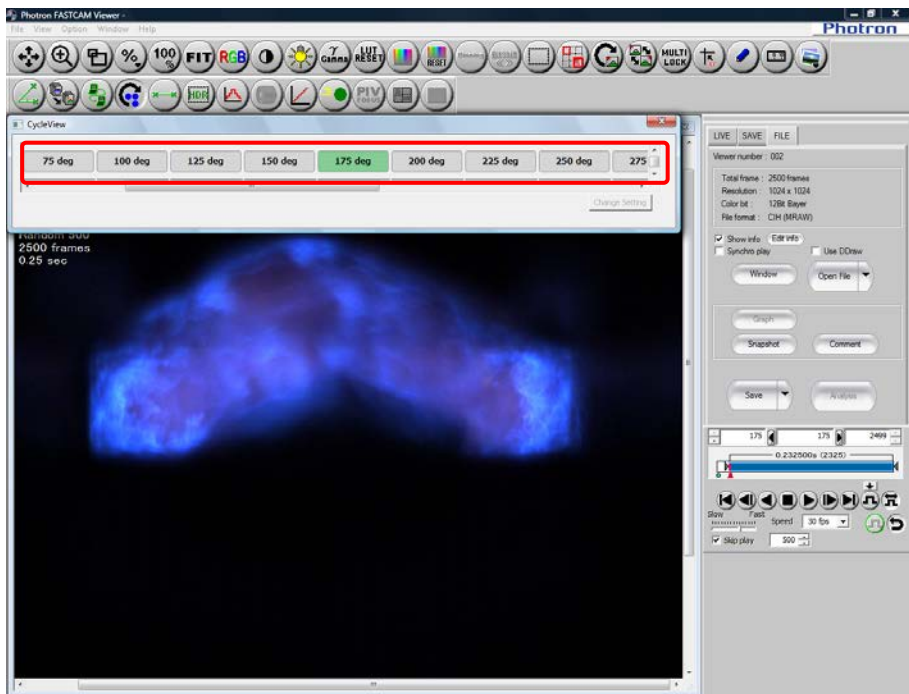 Photron FASTCAM Viewer -
File View Option Window Help
Photron
% 100 % FIT RGB γ Gamma LUT RESET RESET MULTI LOCK
HDR PIV
CycleView
75 deg 100 deg 125 deg 150 deg 175 deg 200 deg 225 deg 250 deg 275
Change Setting
Random 500
2500 frames
0.25 sec
LIVE SAVE FILE
Viewer number : 002
Total frame : 2500 frames
Resolution : 1024 x 1024
Color bit : 12Bit Bayer
File format : CIH (MRAW)
Show info Edit info
Synchro play Use DDraw
Window Open File
Graph
Snapshot Comment
Save Analysis
175 175 2499
0.232500s (2325)
Slow Fast Speed 30 fps
Skip play 500